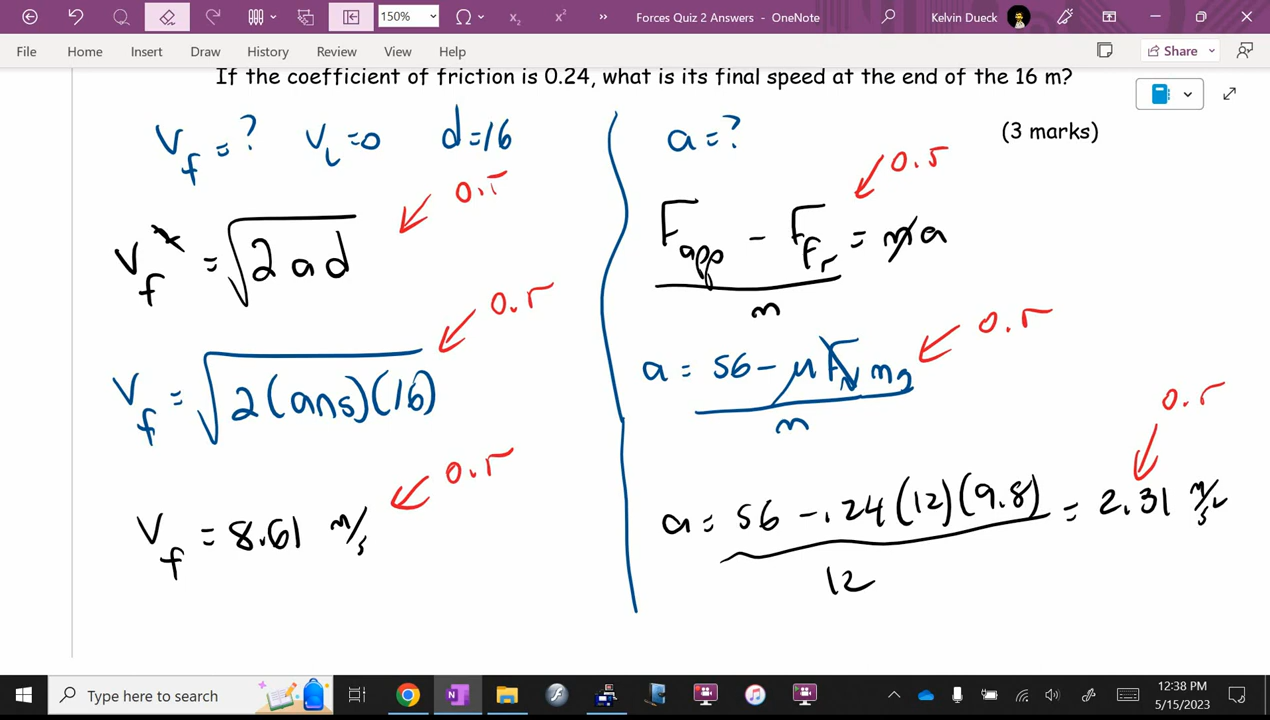 150%
Forces Quiz 2 Answers - OneNote
Kelvin Dueck
File Home Insert Draw History Review View Help
Share
If the coefficient of friction is 0.24, what is its final speed at the end of the 16 m?
(3 marks)
Vf = ? Vi = 0 d = 16
Vf² = √2ad 0.5
Vf = √2(ans)(16) 0.5
Vf = 8.61 m/s 0.5
a = ?
Fapp - FFr = ma 0.5
m
a = 56 - μFN mg 0.5
m
a = 56 - .24(12)(9.8) = 2.31 m/s² 0.5
12
Type here to search
12:38 PM
5/15/2023